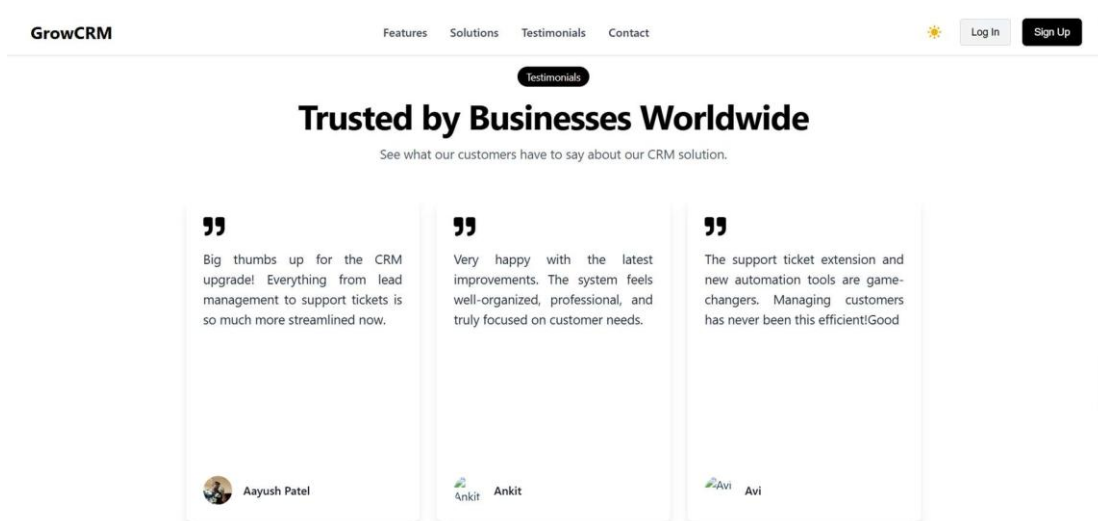 GrowCRM Features Solutions Testimonials Contact Log In Sign Up
Testimonials
Trusted by Businesses Worldwide
See what our customers have to say about our CRM solution.
Big thumbs up for the CRM
upgrade! Everything from lead
management to support tickets is
so much more streamlined now.
Aayush Patel
Very happy with the latest
improvements. The system feels
well-organized, professional, and
truly focused on customer needs.
Ankit Ankit
The support ticket extension and
new automation tools are game-
changers. Managing customers
has never been this efficient!Good
Avi Avi